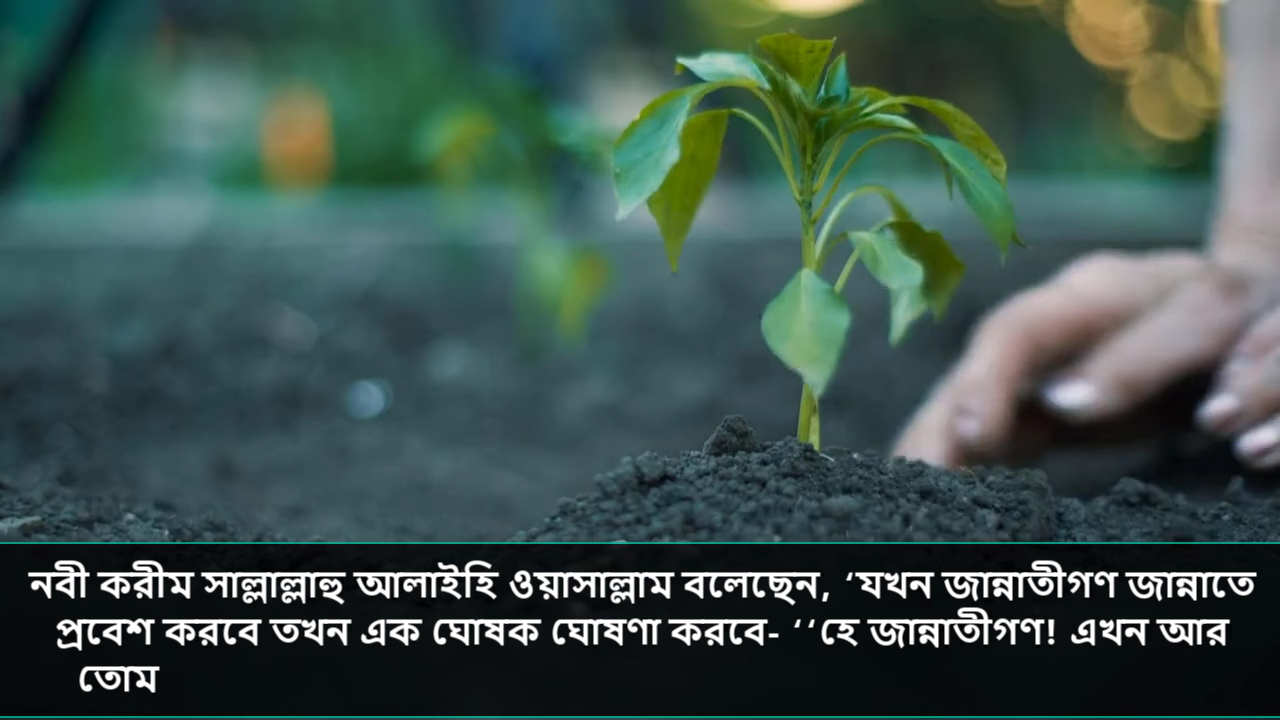 নবী করীম সাল্লাল্লাহু আলাইহি ওয়াসাল্লাম বলেছেন, ‘যখন জান্নাতীগণ জান্নাতে
প্রবেশ করবে তখন এক ঘোষক ঘোষণা করবে- ‘‘হে জান্নাতীগণ! এখন আর
তোম